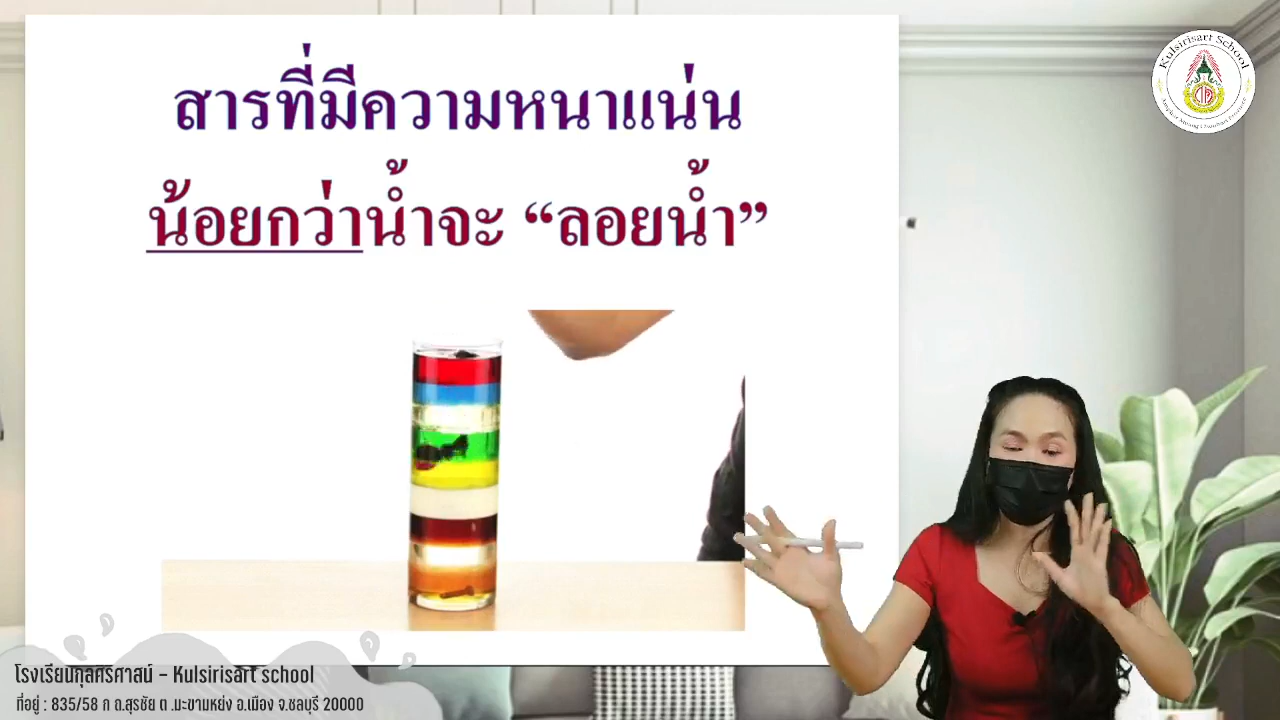 สารที่มีความหนาแน่น
น้อยกว่าน้ำจะ “ลอยน้ำ”
Kulsirisart School
โรงเรียนกุลศิริศาสน์ - Kulsirisart school
ที่อยู่ : 835/58 ก ถ.สุรชัย ต .มะขามหย่ง อ.เมือง จ.ชลบุรี 20000